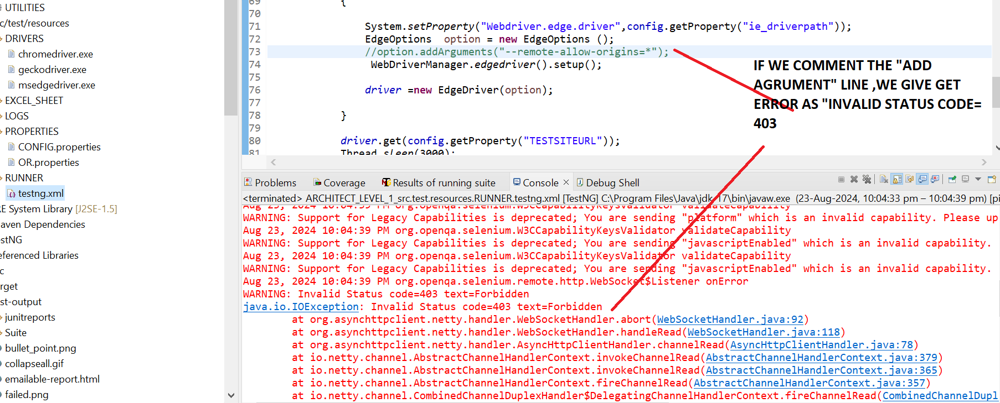 UTILITIES
c/test/resources
DRIVERS
chromedriver.exe
geckodriver.exe
msedgedriver.exe
EXCEL_SHEET
LOGS
PROPERTIES
CONFIG.properties
OR.properties
RUNNER
testng.xml
RE System Library [J2SE-1.5]
aven Dependencies
estNG
eferenced Libraries
c
arget
st-output
junitreports
Suite
bullet_point.png
collapseall.gif
emailable-report.html
failed.png
69 {
70
71 System.setProperty("Webdriver.edge.driver",config.getProperty("ie_driverpath"));
72 EdgeOptions option = new EdgeOptions ();
73 //option.addArguments("--remote-allow-origins=*");
74 WebDriverManager.edgedriver().setup();
75
76 driver =new EdgeDriver(option);
77
78 }
79
80 driver.get(config.getProperty("TESTSITEURL"));
81 Thread.sleep(3000);
IF WE COMMENT THE "ADD
AGRUMENT" LINE ,WE GIVE GET
ERROR AS "INVALID STATUS CODE=
403
Problems Coverage Results of running suite Console Debug Shell
<terminated> ARCHITECT_LEVEL_1_src.test.resources.RUNNER.testng.xml [TestNG] C:\Program Files\Java\jdk-17\bin\javaw.exe (23-Aug-2024, 10:04:33 pm – 10:04:39 pm) [pi
Aug 23, 2024 10:04:39 PM org.openqa.selenium.W3CCapabilityKeysValidator validateCapability
WARNING: Support for Legacy Capabilities is deprecated; You are sending "platform" which is an invalid capability. Please up
Aug 23, 2024 10:04:39 PM org.openqa.selenium.W3CCapabilityKeysValidator validateCapability
WARNING: Support for Legacy Capabilities is deprecated; You are sending "javascriptEnabled" which is an invalid capability.
Aug 23, 2024 10:04:39 PM org.openqa.selenium.W3CCapabilityKeysValidator validateCapability
WARNING: Support for Legacy Capabilities is deprecated; You are sending "javascriptEnabled" which is an invalid capability.
Aug 23, 2024 10:04:39 PM org.openqa.selenium.remote.http.WebSocket$Listener onError
WARNING: Invalid Status code=403 text=Forbidden
java.io.IOException: Invalid Status code=403 text=Forbidden
at org.asynchttpclient.netty.handler.WebSocketHandler.abort(WebSocketHandler.java:92)
at org.asynchttpclient.netty.handler.WebSocketHandler.handleRead(WebSocketHandler.java:118)
at org.asynchttpclient.netty.handler.AsyncHttpClientHandler.channelRead(AsyncHttpClientHandler.java:78)
at io.netty.channel.AbstractChannelHandlerContext.invokeChannelRead(AbstractChannelHandlerContext.java:379)
at io.netty.channel.AbstractChannelHandlerContext.invokeChannelRead(AbstractChannelHandlerContext.java:365)
at io.netty.channel.AbstractChannelHandlerContext.fireChannelRead(AbstractChannelHandlerContext.java:357)
at io.netty.channel.CombinedChannelDuplexHandler$DelegatingChannelHandlerContext.fireChannelRead(CombinedChannelDupl